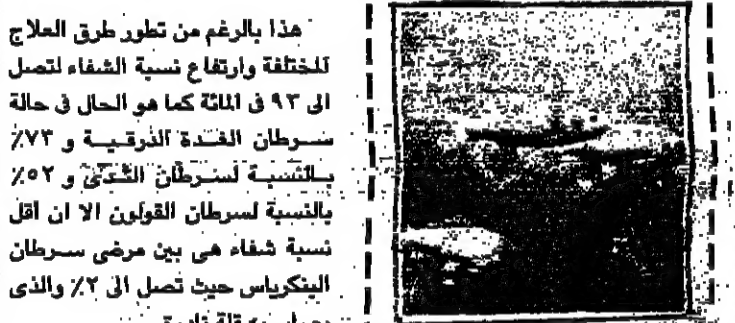 هذا بالرغم من تطور طرق العلاج
المختلفة وارتفاع نسبة الشفاء لتصل
الى ٩٣ فى المائة كما هو الحال فى حالة
سرطان الغدة الدرقية و ٧٣٪
بالنسبة لسرطان الثدى و ٥٢٪
بالنسبة لسرطان القولون الا ان اقل
نسبة شفاء هى بين مرضى سرطان
البنكرياس حيث تصل الى ٢٪ والذى